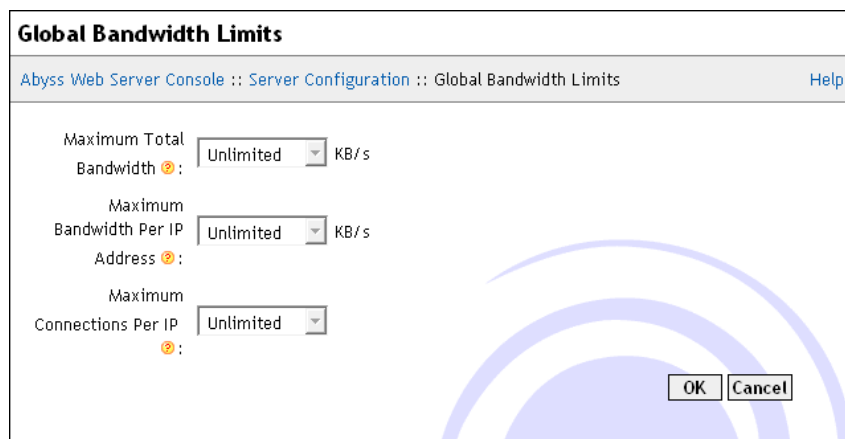 Global Bandwidth Limits
Abyss Web Server Console :: Server Configuration :: Global Bandwidth Limits Help
Maximum Total
Bandwidth ?: Unlimited KB/s
Maximum
Bandwidth Per IP
Address ?: Unlimited KB/s
Maximum
Connections Per IP
?: Unlimited
OK Cancel